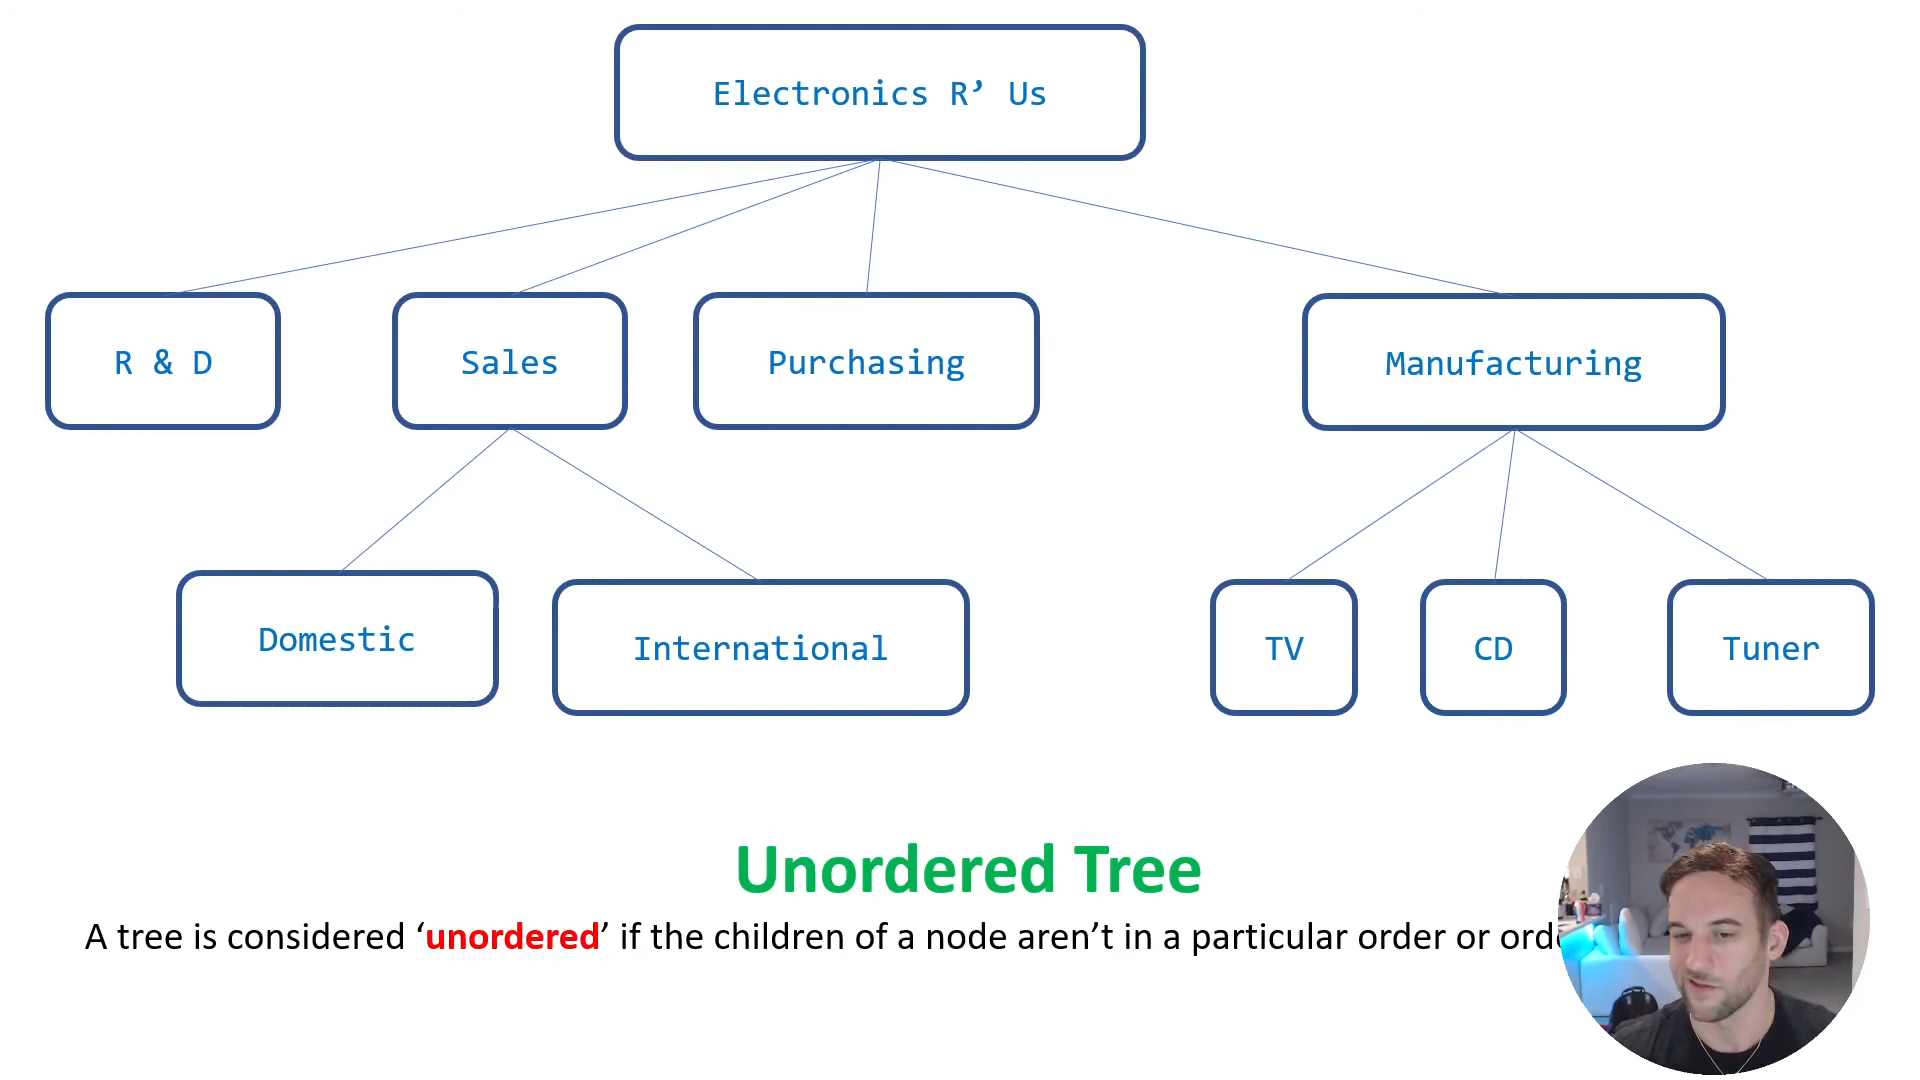 Electronics R’ Us
R & D
Sales
Purchasing
Manufacturing
Domestic
International
TV
CD
Tuner
Unordered Tree
A tree is considered ‘unordered’ if the children of a node aren’t in a particular order or